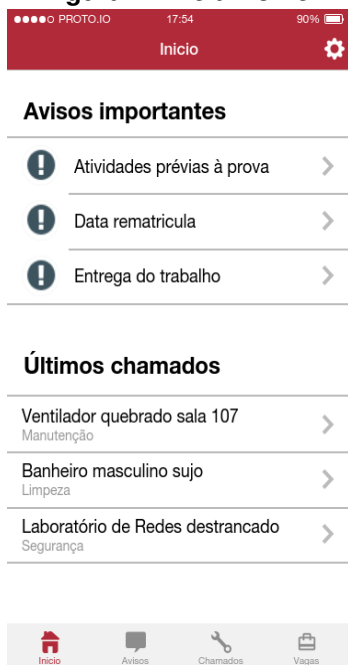 PROTO.IO 17:54 90%
Inicio
Avisos importantes
Atividades prévias à prova
Data rematricula
Entrega do trabalho
Últimos chamados
Ventilador quebrado sala 107
Manutenção
Banheiro masculino sujo
Limpeza
Laboratório de Redes destrancado
Segurança
Inicio Avisos Chamados Vagas